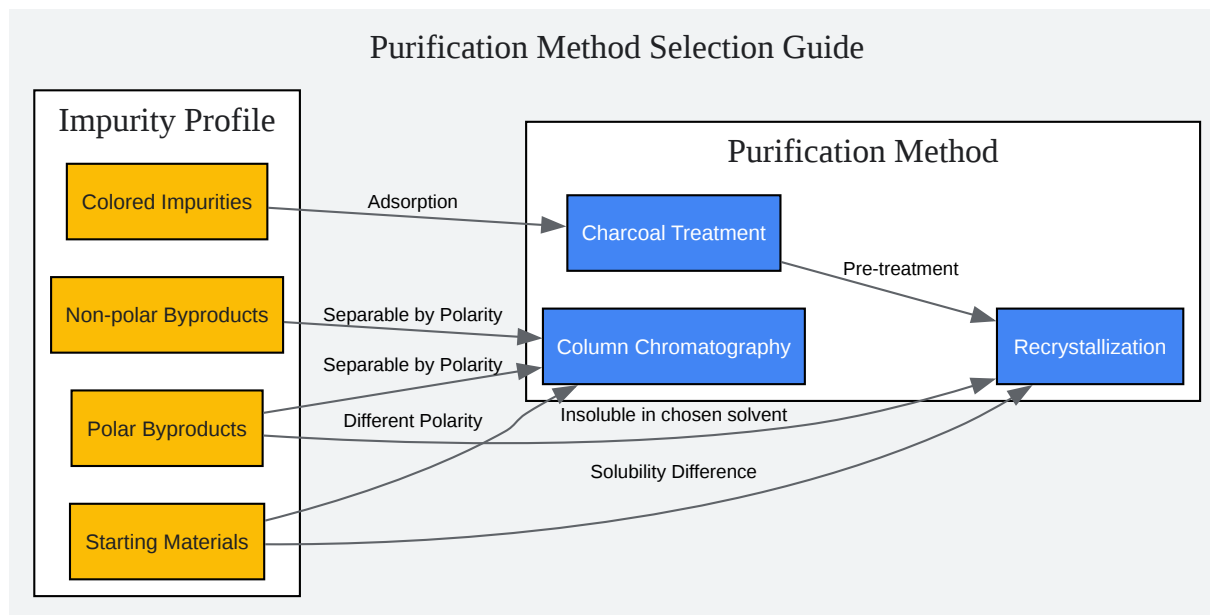 Purification Method Selection Guide
Impurity Profile
Colored Impurities
Non-polar Byproducts
Polar Byproducts
Starting Materials
Adsorption
Separable by Polarity
Separable by Polarity
Different Polarity
Insoluble in chosen solvent
Solubility Difference
Purification Method
Charcoal Treatment
Pre-treatment
Column Chromatography
Recrystallization